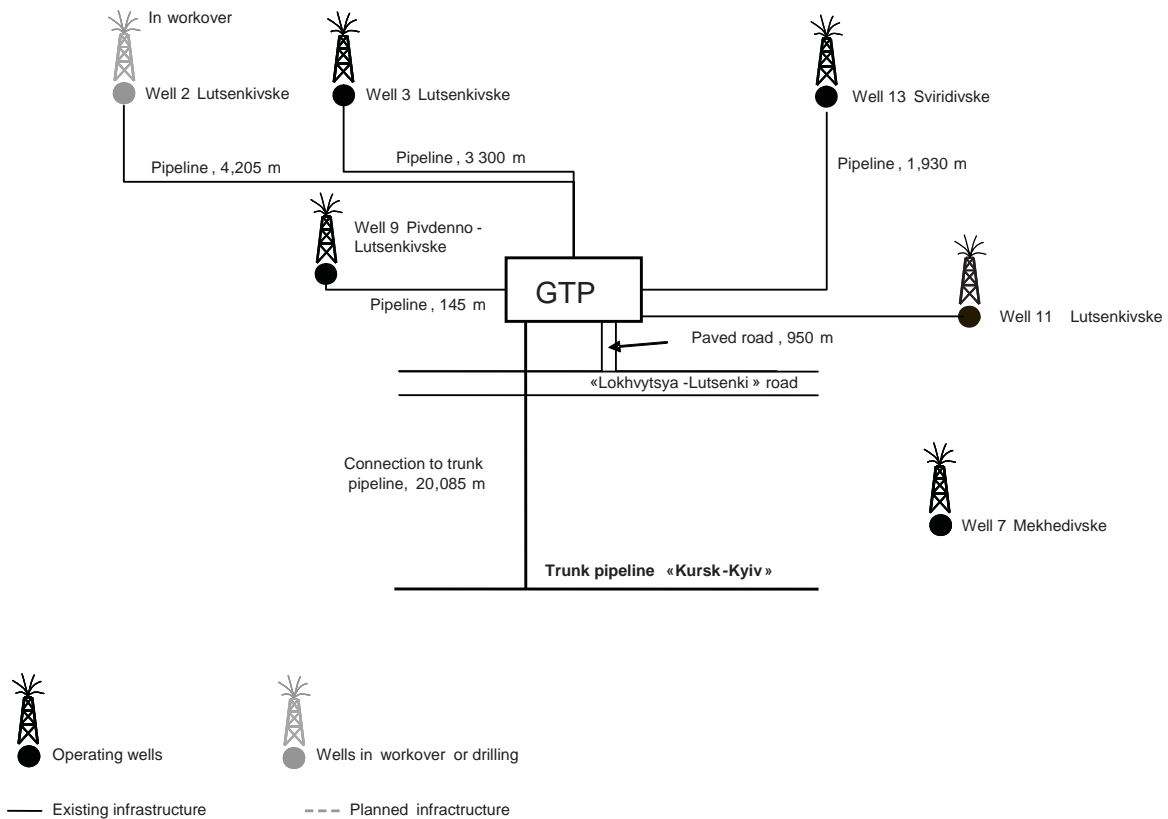 In workover
Well 2 Lutsenkivske
Well 3 Lutsenkivske
Well 13 Sviridivske
Pipeline , 4,205 m
Pipeline , 3 300 m
Pipeline , 1,930 m
Well 9 Pivdenno -
Lutsenkivske
GTP
Pipeline , 145 m
Well 11 Lutsenkivske
Paved road , 950 m
«Lokhvytsya -Lutsenki » road
Connection to trunk
pipeline, 20,085 m
Well 7 Mekhedivske
Trunk pipeline «Kursk-Kyiv»
Operating wells
Wells in workover or drilling
Existing infrastructure
Planned infractructure